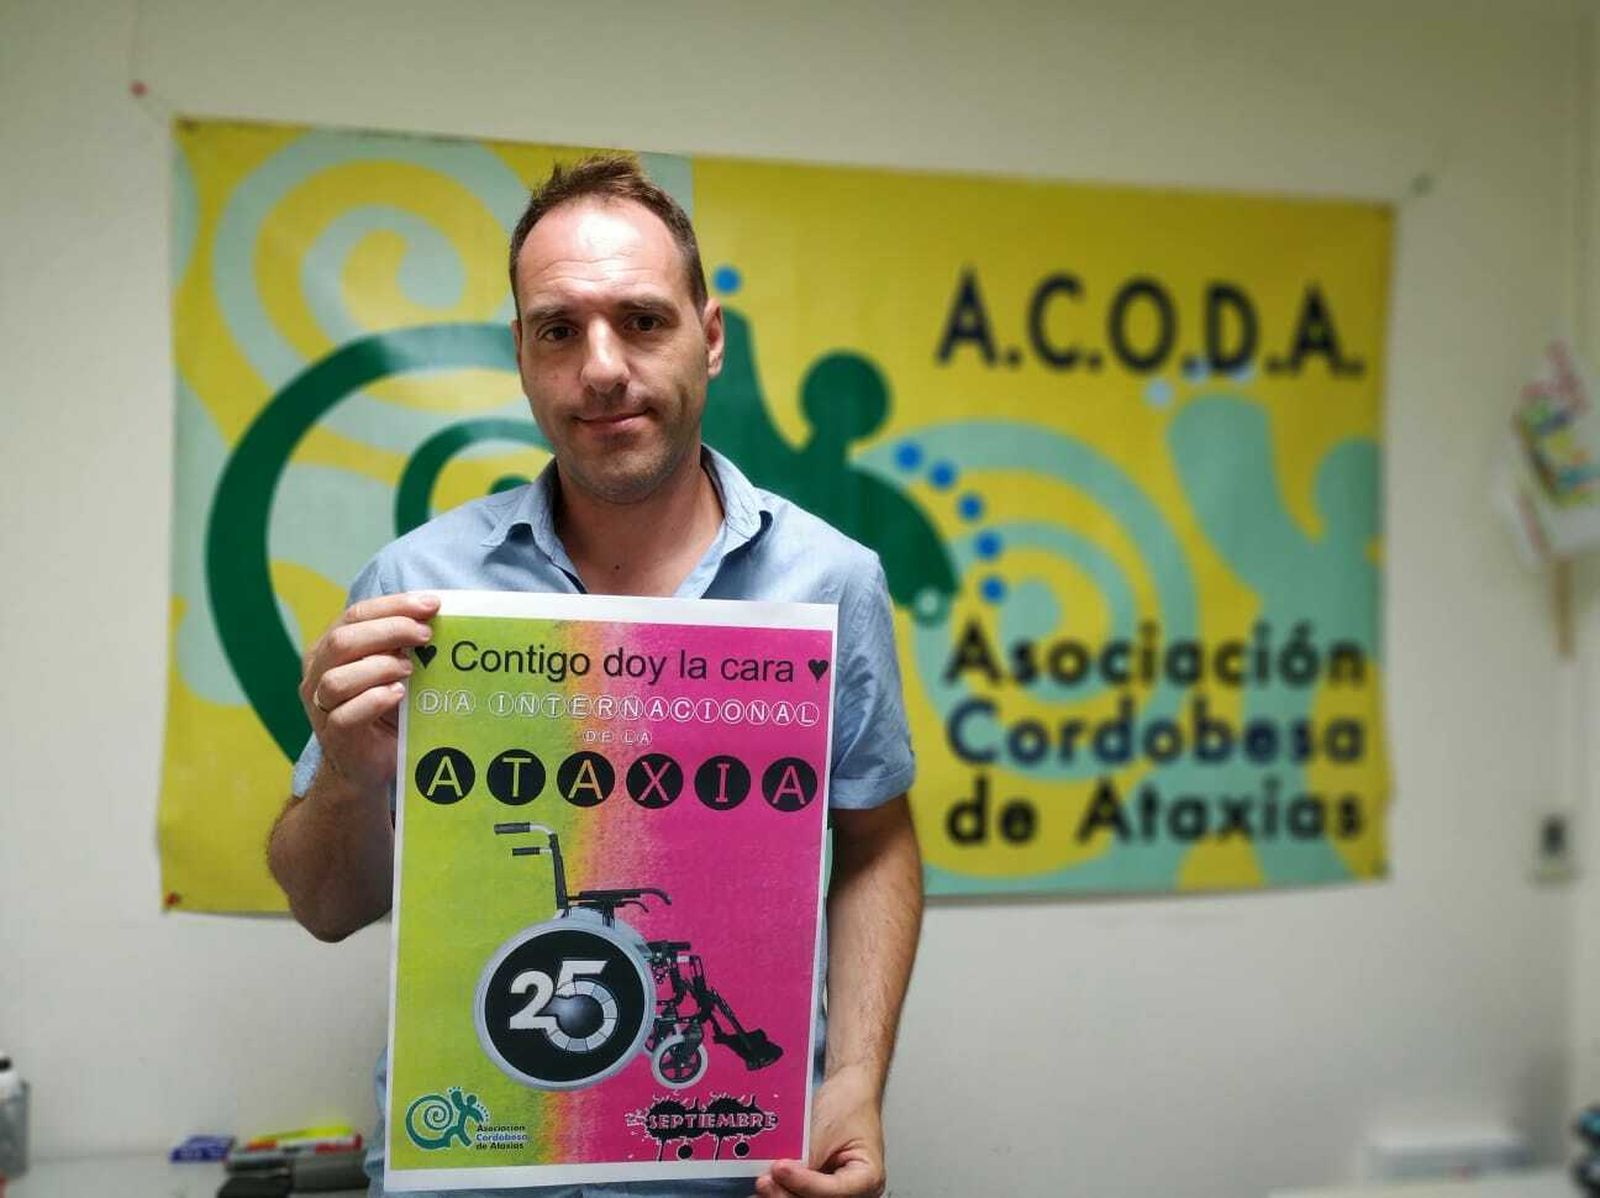 A.C.O.D.A.
Asociación
Cordobesa
de Ataxias
♥ Contigo doy la cara ♥
DÍA INTERNACIONAL
DE LA
ATAXIA
25
Asociación
Cordobesa
de Ataxias
SEPTIEMBRE